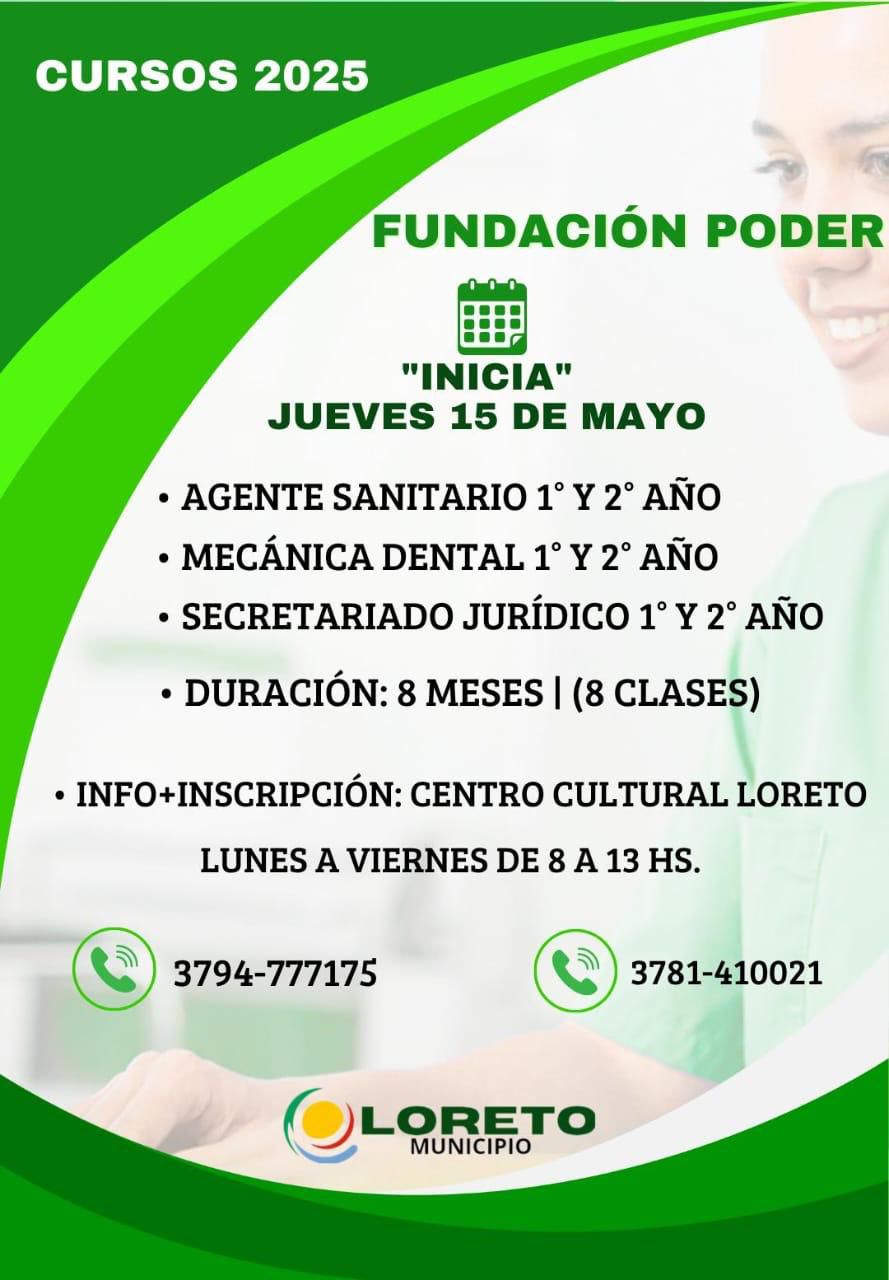 CURSOS 2025
FUNDACIÓN PODER
"INICIA"
JUEVES 15 DE MAYO
• AGENTE SANITARIO 1° Y 2° AÑO
• MECÁNICA DENTAL 1° Y 2° AÑO
• SECRETARIADO JURÍDICO 1° Y 2° AÑO
• DURACIÓN: 8 MESES | (8 CLASES)
• INFO+INSCRIPCIÓN: CENTRO CULTURAL LORETO
LUNES A VIERNES DE 8 A 13 HS.
3794-777175
3781-410021
LORETO
MUNICIPIO